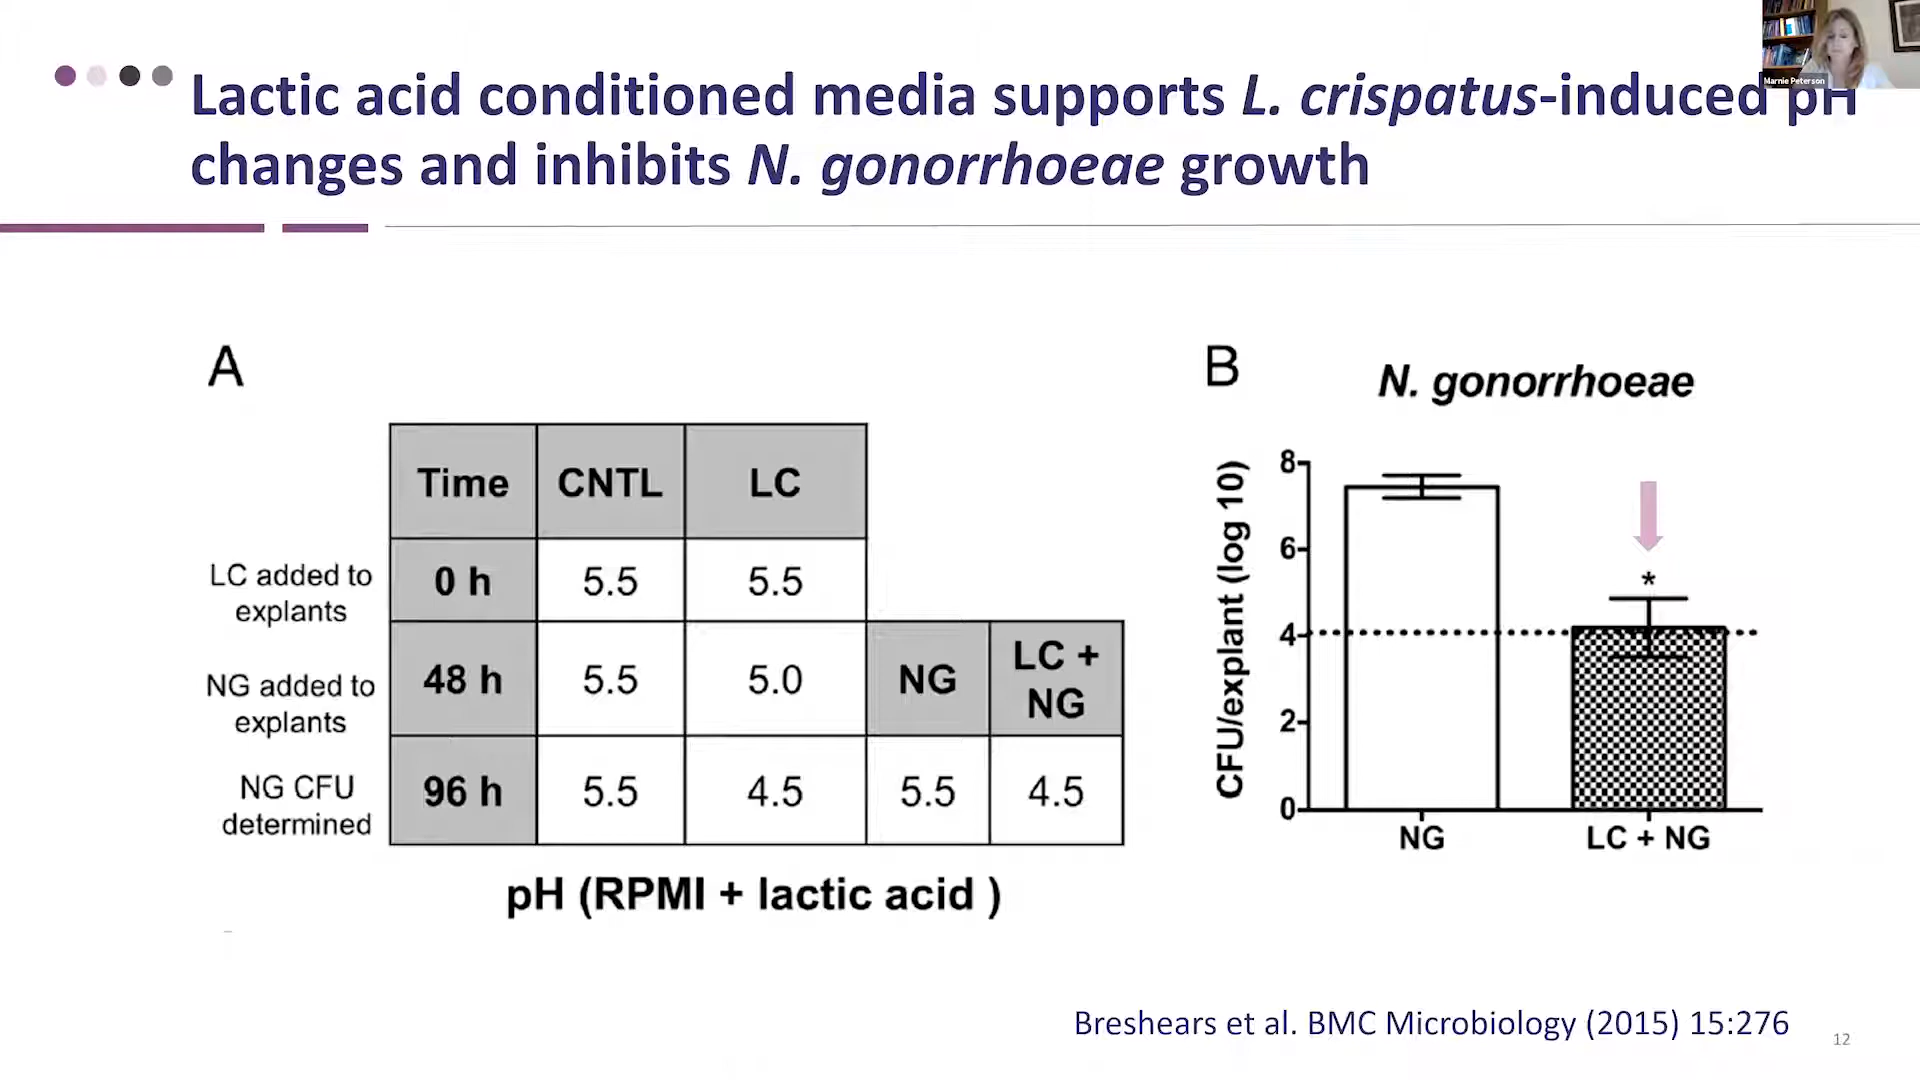 Marnie Peterson
Lactic acid conditioned media supports L. crispatus-induced pH
changes and inhibits N. gonorrhoeae growth
A
Time CNTL LC
LC added to
explants
0 h 5.5 5.5
NG added to
explants
48 h 5.5 5.0 NG LC +
NG
NG CFU
determined
96 h 5.5 4.5 5.5 4.5
pH (RPMI + lactic acid )
B
N. gonorrhoeae
CFU/explant (log 10)
8
6
4
2
0
*
NG LC + NG
Breshears et al. BMC Microbiology (2015) 15:276
12